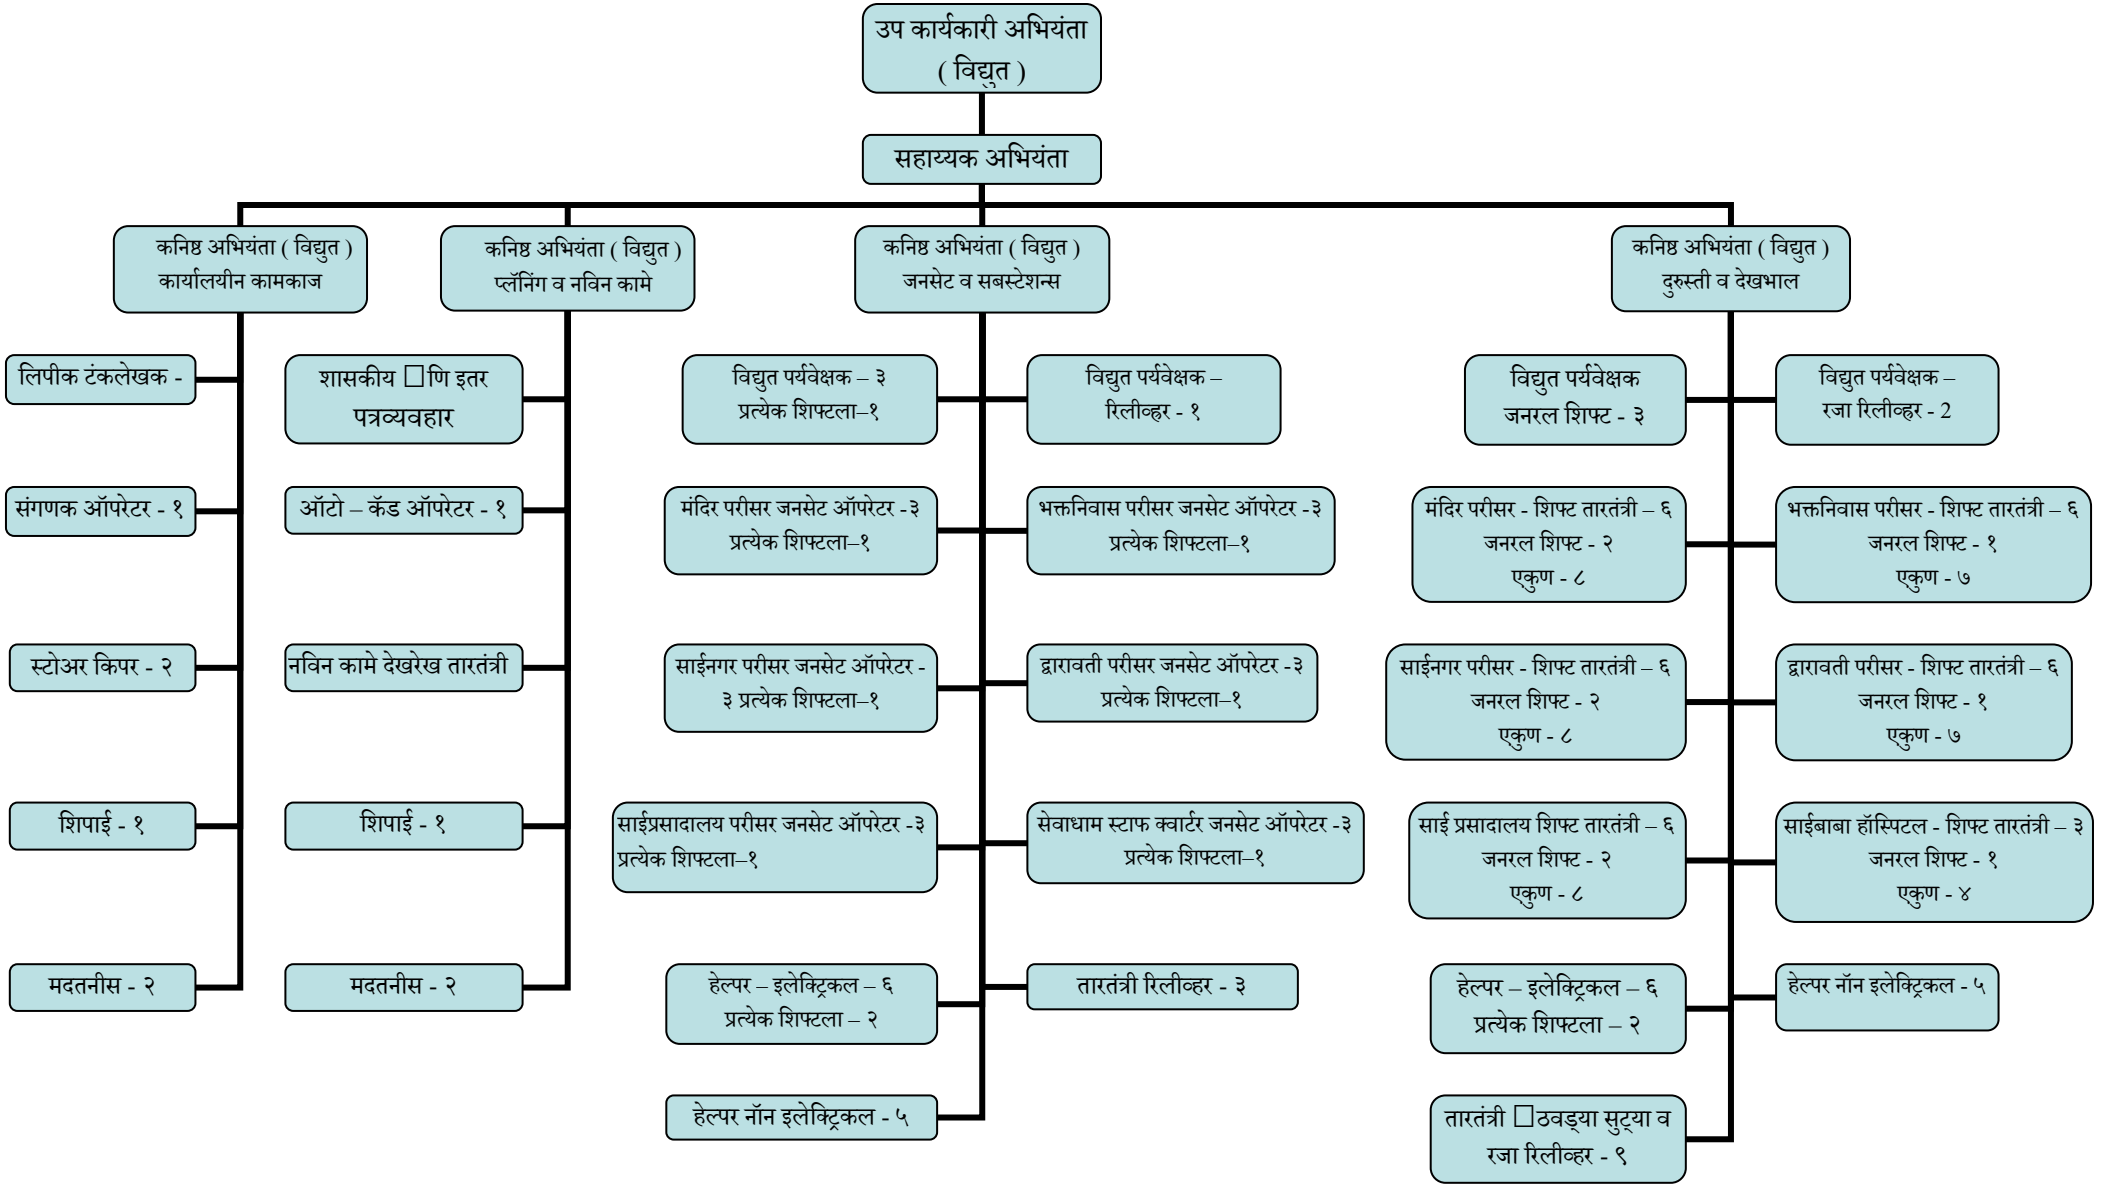 उप कार्यकारी अभियंता
( विद्युत )
सहाय्यक अभियंता
कनिष्ठ अभियंता ( विद्युत )
कार्यालयीन कामकाज
लिपीक टंकलेखक -
संगणक ऑपरेटर - १
स्टोअर किपर - २
शिपाई - १
मदतनीस - २
कनिष्ठ अभियंता ( विद्युत )
प्लॅनिंग व नविन कामे
शासकीय □णि इतर
पत्रव्यवहार
ऑटो – कॅड ऑपरेटर - १
नविन कामे देखरेख तारतंत्री
शिपाई - १
मदतनीस - २
कनिष्ठ अभियंता ( विद्युत )
जनसेट व सबस्टेशन्स
विद्युत पर्यवेक्षक – ३
प्रत्येक शिफ्टला–१
विद्युत पर्यवेक्षक –
रिलीव्ह्रर - १
मंदिर परीसर जनसेट ऑपरेटर -३
प्रत्येक शिफ्टला–१
भक्तनिवास परीसर जनसेट ऑपरेटर -३
प्रत्येक शिफ्टला–१
साईनगर परीसर जनसेट ऑपरेटर -
३ प्रत्येक शिफ्टला–१
द्वारावती परीसर जनसेट ऑपरेटर -३
प्रत्येक शिफ्टला–१
साईप्रसादालय परीसर जनसेट ऑपरेटर -३
प्रत्येक शिफ्टला–१
सेवाधाम स्टाफ क्वार्टर जनसेट ऑपरेटर -३
प्रत्येक शिफ्टला–१
हेल्पर – इलेक्ट्रिकल – ६
प्रत्येक शिफ्टला – २
तारतंत्री रिलीव्हर - ३
हेल्पर नॉन इलेक्ट्रिकल - ५
कनिष्ठ अभियंता ( विद्युत )
दुरुस्ती व देखभाल
विद्युत पर्यवेक्षक
जनरल शिफ्ट - ३
विद्युत पर्यवेक्षक –
रजा रिलीव्ह्रर - 2
मंदिर परीसर - शिफ्ट तारतंत्री – ६
जनरल शिफ्ट - २
एकुण - ८
भक्तनिवास परीसर - शिफ्ट तारतंत्री – ६
जनरल शिफ्ट - १
एकुण - ७
साईनगर परीसर - शिफ्ट तारतंत्री – ६
जनरल शिफ्ट - २
एकुण - ८
द्वारावती परीसर - शिफ्ट तारतंत्री – ६
जनरल शिफ्ट - १
एकुण - ७
साई प्रसादालय शिफ्ट तारतंत्री – ६
जनरल शिफ्ट - २
एकुण - ८
साईबाबा हॉस्पिटल - शिफ्ट तारतंत्री – ३
जनरल शिफ्ट - १
एकुण - ४
हेल्पर – इलेक्ट्रिकल – ६
प्रत्येक शिफ्टला – २
हेल्पर नॉन इलेक्ट्रिकल - ५
तारतंत्री □ठवड्या सुट्या व
रजा रिलीव्हर - ९